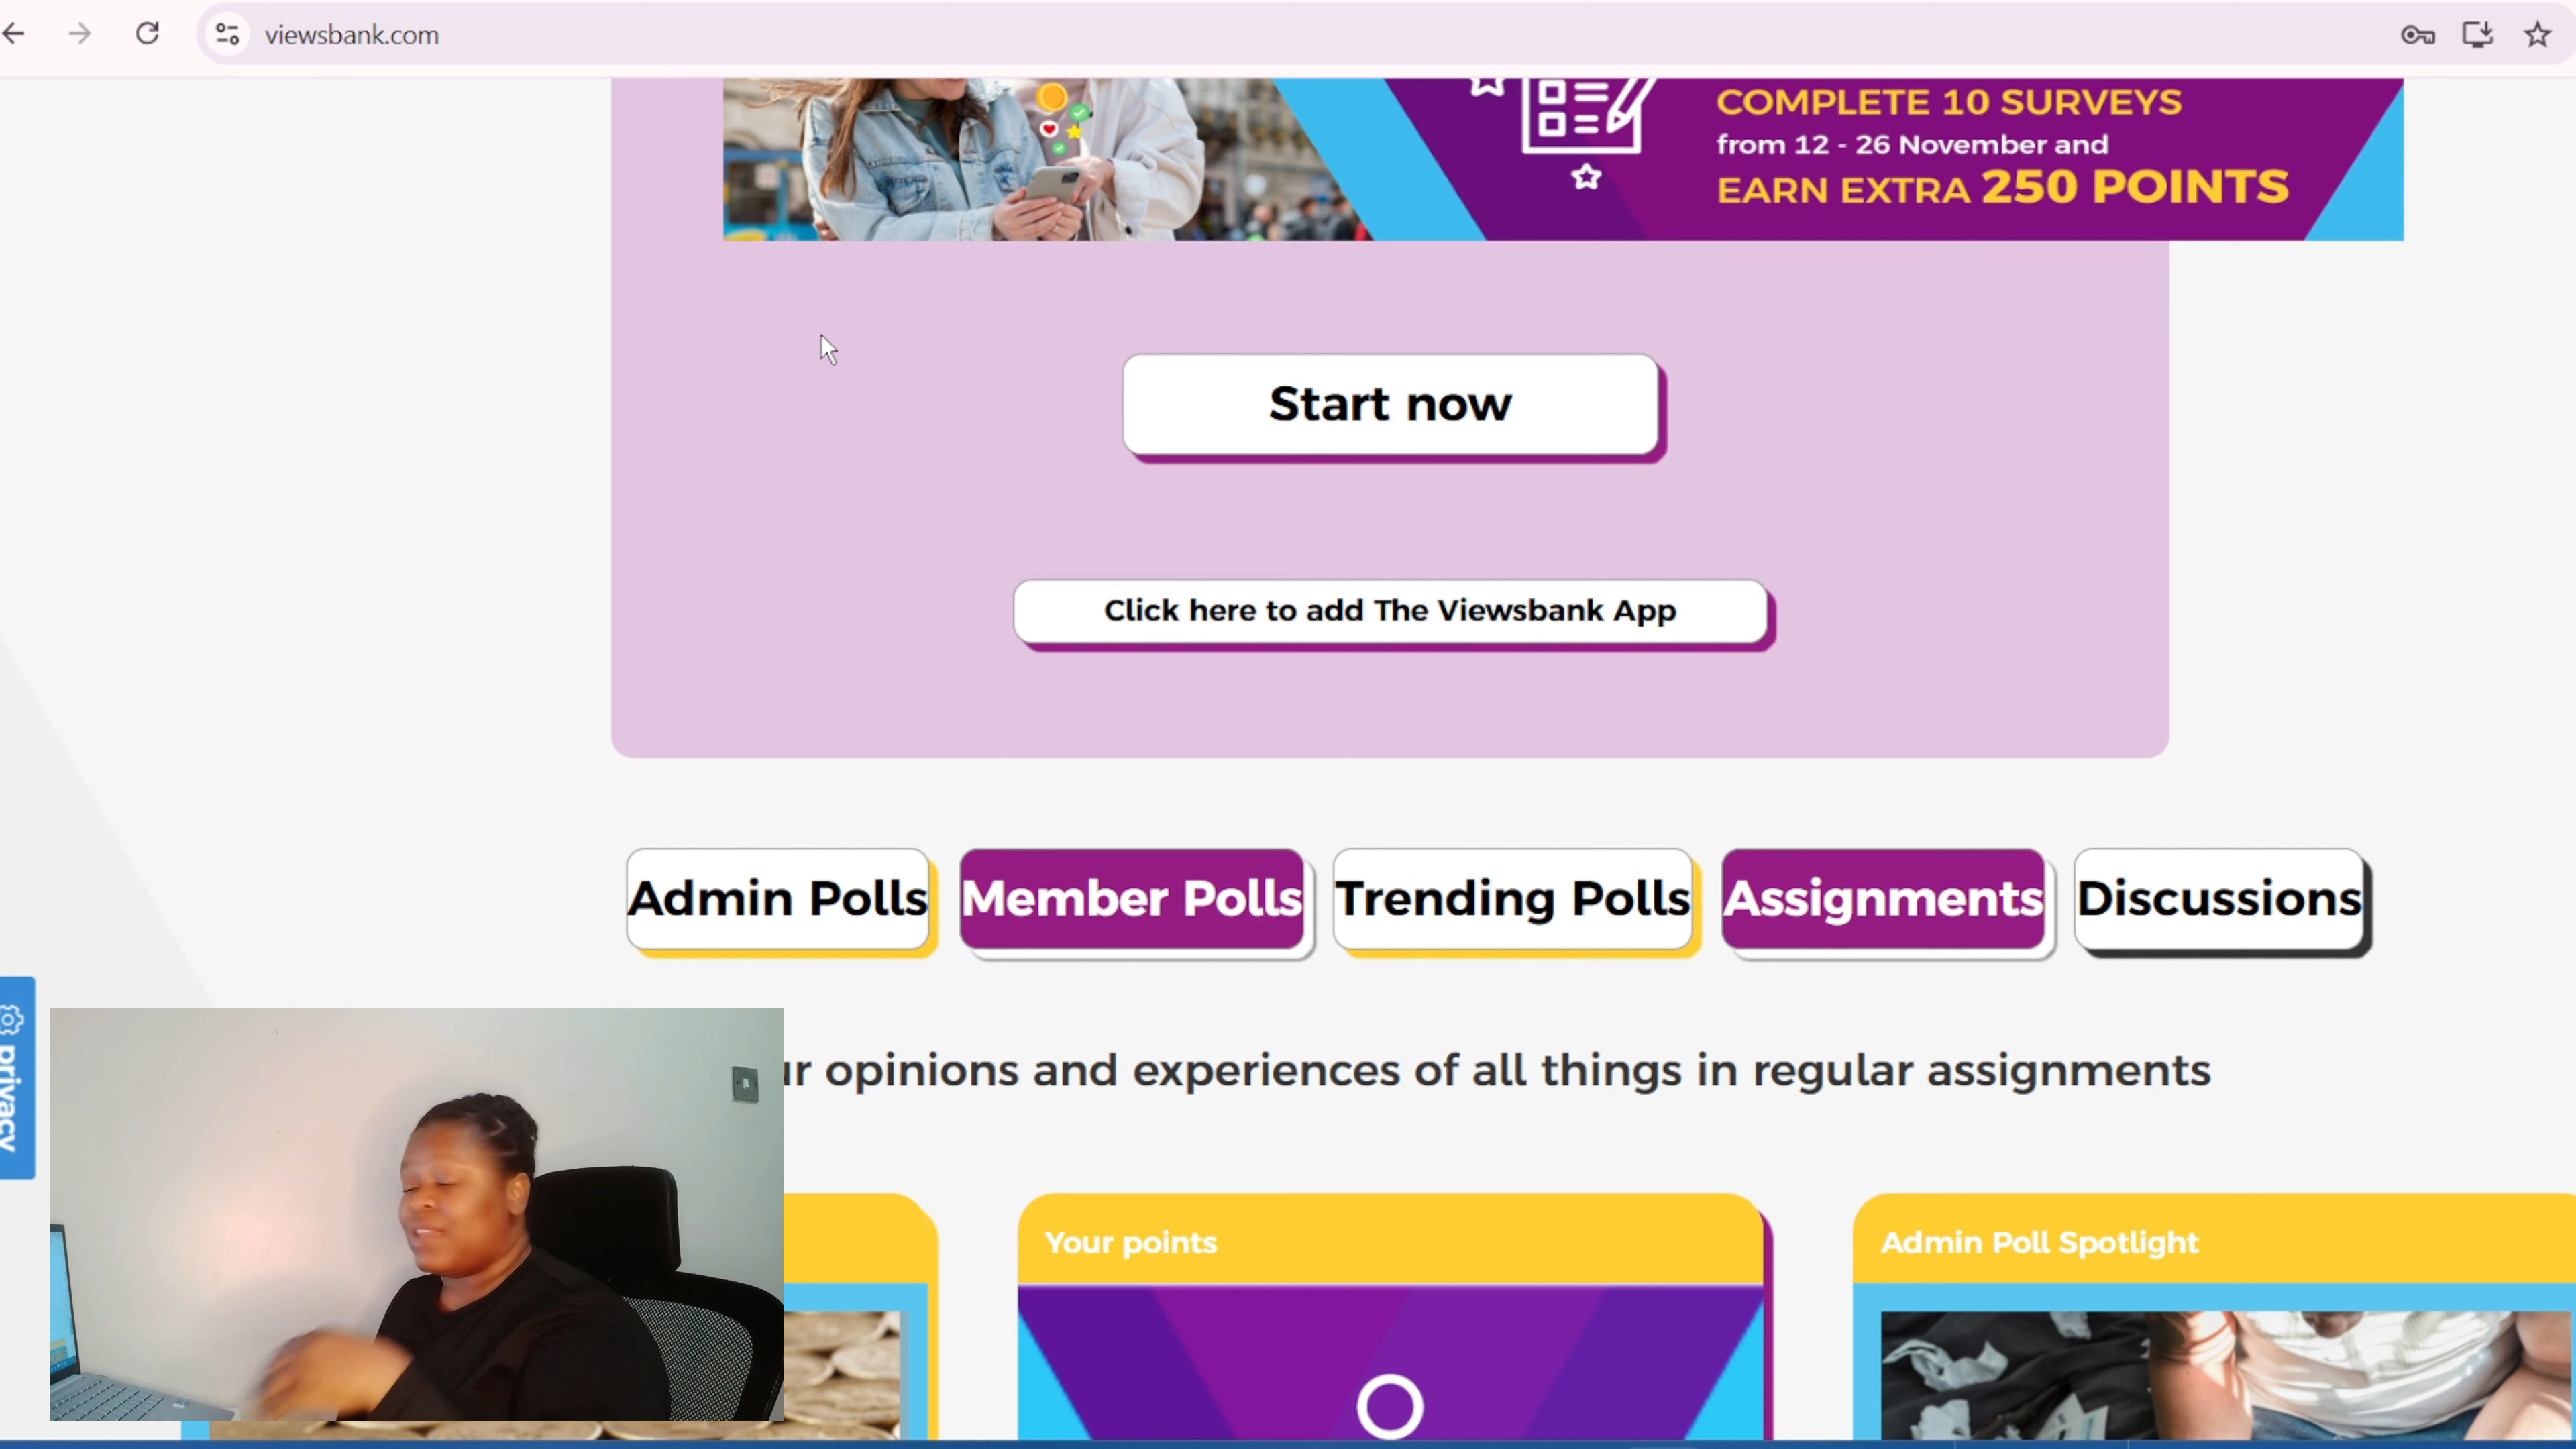 viewsbank.com
COMPLETE 10 SURVEYS
from 12 - 26 November and
EARN EXTRA 250 POINTS
Start now
Click here to add The Viewsbank App
Admin Polls Member Polls Trending Polls Assignments Discussions
privacy
opinions and experiences of all things in regular assignments
Your points
Admin Poll Spotlight